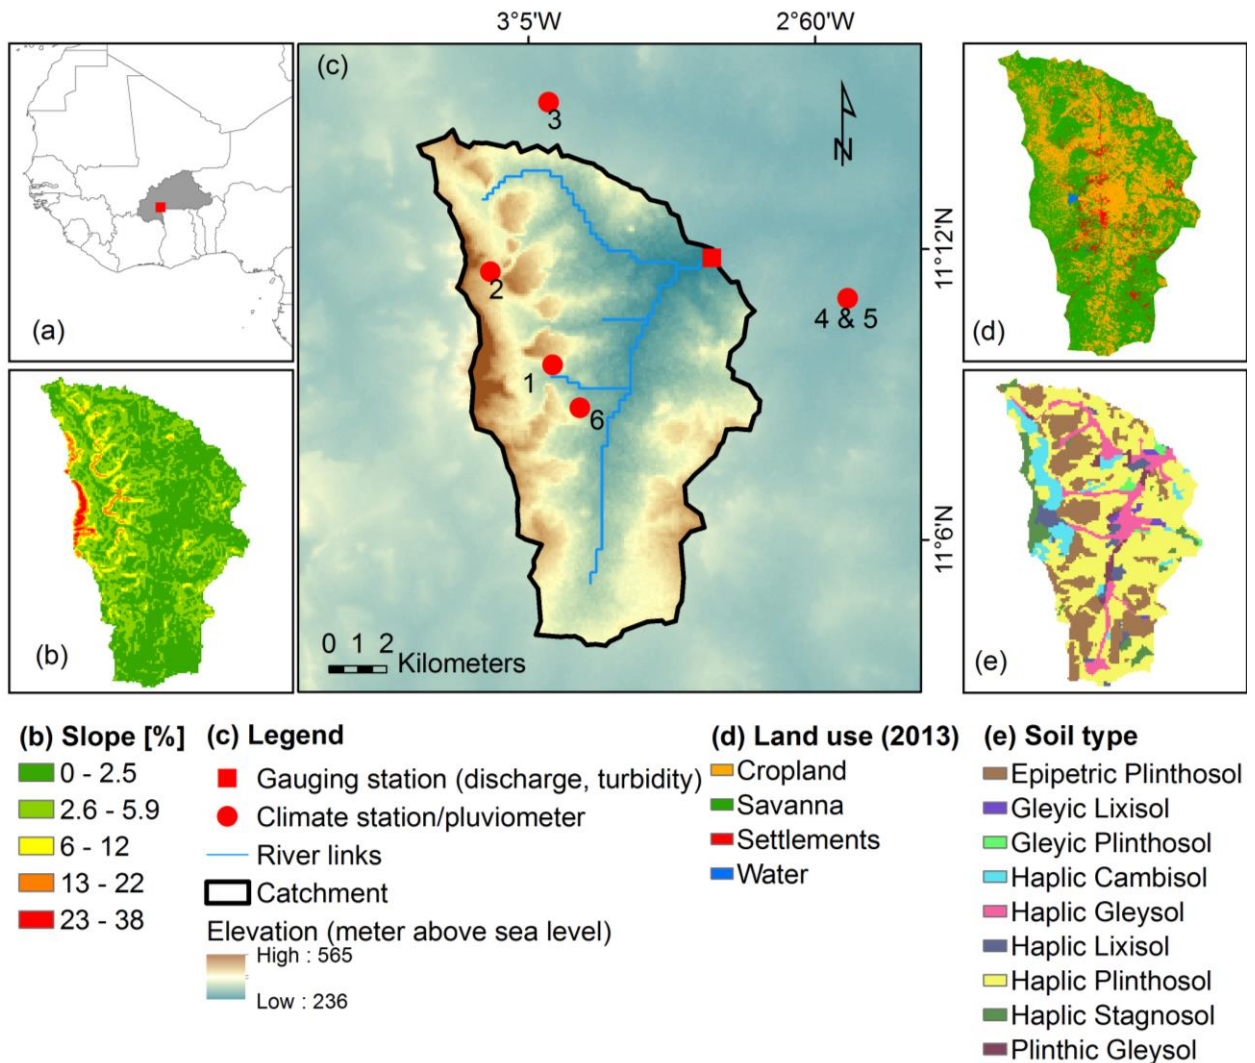 3°5'W
2°60'W
(a)
(b)
(c)
3
2
1
6
4 & 5
N
11°12'N
11°6'N
0 1 2
Kilometers
(d)
(e)
(b) Slope [%]
0 - 2.5
2.6 - 5.9
6 - 12
13 - 22
23 - 38
(c) Legend
Gauging station (discharge, turbidity)
Climate station/pluviometer
River links
Catchment
Elevation (meter above sea level)
High : 565
Low : 236
(d) Land use (2013)
Cropland
Savanna
Settlements
Water
(e) Soil type
Epipetric Plinthosol
Gleyic Lixisol
Gleyic Plinthosol
Haplic Cambisol
Haplic Gleysol
Haplic Lixisol
Haplic Plinthosol
Haplic Stagnosol
Plinthic Gleysol